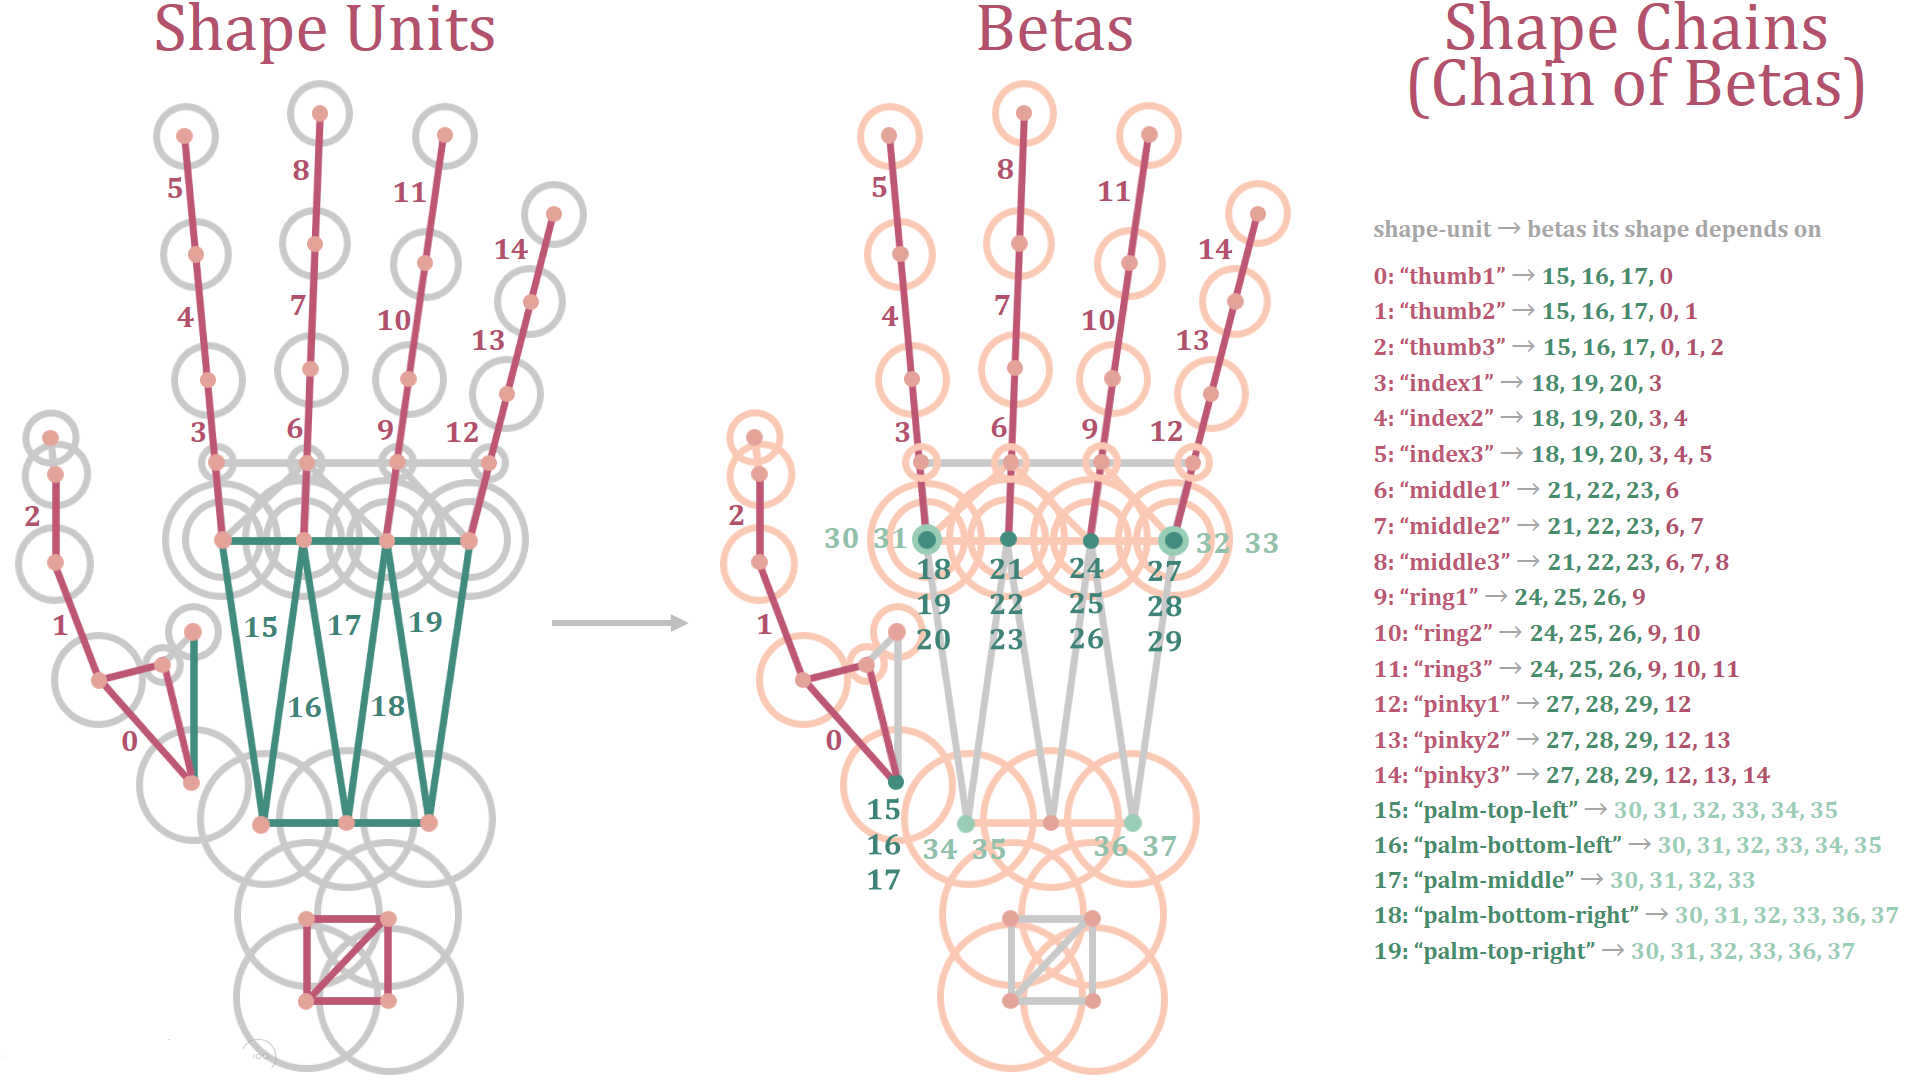 Shape Units
Betas
Shape Chains
(Chain of Betas)
8
5
11
14
7
4
10
13
6
3
9
12
2
1
15
17
19
16
18
0
8
5
11
14
7
4
10
13
6
3
9
12
2
30 31
32 33
18 21 24 27
19 22 25 28
20 23 26 29
1
0
15
16
17
34 35
36 37
shape-unit → betas its shape depends on
0: “thumb1” → 15, 16, 17, 0
1: “thumb2” → 15, 16, 17, 0, 1
2: “thumb3” → 15, 16, 17, 0, 1, 2
3: “index1” → 18, 19, 20, 3
4: “index2” → 18, 19, 20, 3, 4
5: “index3” → 18, 19, 20, 3, 4, 5
6: “middle1” → 21, 22, 23, 6
7: “middle2” → 21, 22, 23, 6, 7
8: “middle3” → 21, 22, 23, 6, 7, 8
9: “ring1” → 24, 25, 26, 9
10: “ring2” → 24, 25, 26, 9, 10
11: “ring3” → 24, 25, 26, 9, 10, 11
12: “pinky1” → 27, 28, 29, 12
13: “pinky2” → 27, 28, 29, 12, 13
14: “pinky3” → 27, 28, 29, 12, 13, 14
15: “palm-top-left” → 30, 31, 32, 33, 34, 35
16: “palm-bottom-left” → 30, 31, 32, 33, 34, 35
17: “palm-middle” → 30, 31, 32, 33
18: “palm-bottom-right” → 30, 31, 32, 33, 36, 37
19: “palm-top-right” → 30, 31, 32, 33, 36, 37